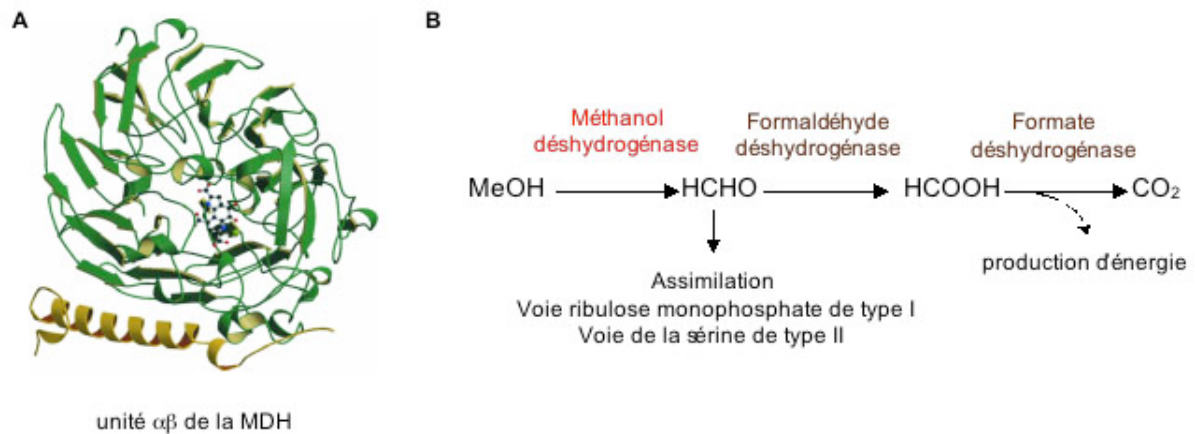 A
B
Méthanol
déshydrogénase
Formaldéhyde
déshydrogénase
Formate
déshydrogénase
MeOH
HCHO
HCOOH
CO₂
production d'énergie
Assimilation
Voie ribulose monophosphate de type I
Voie de la sérine de type II
unité αβ de la MDH